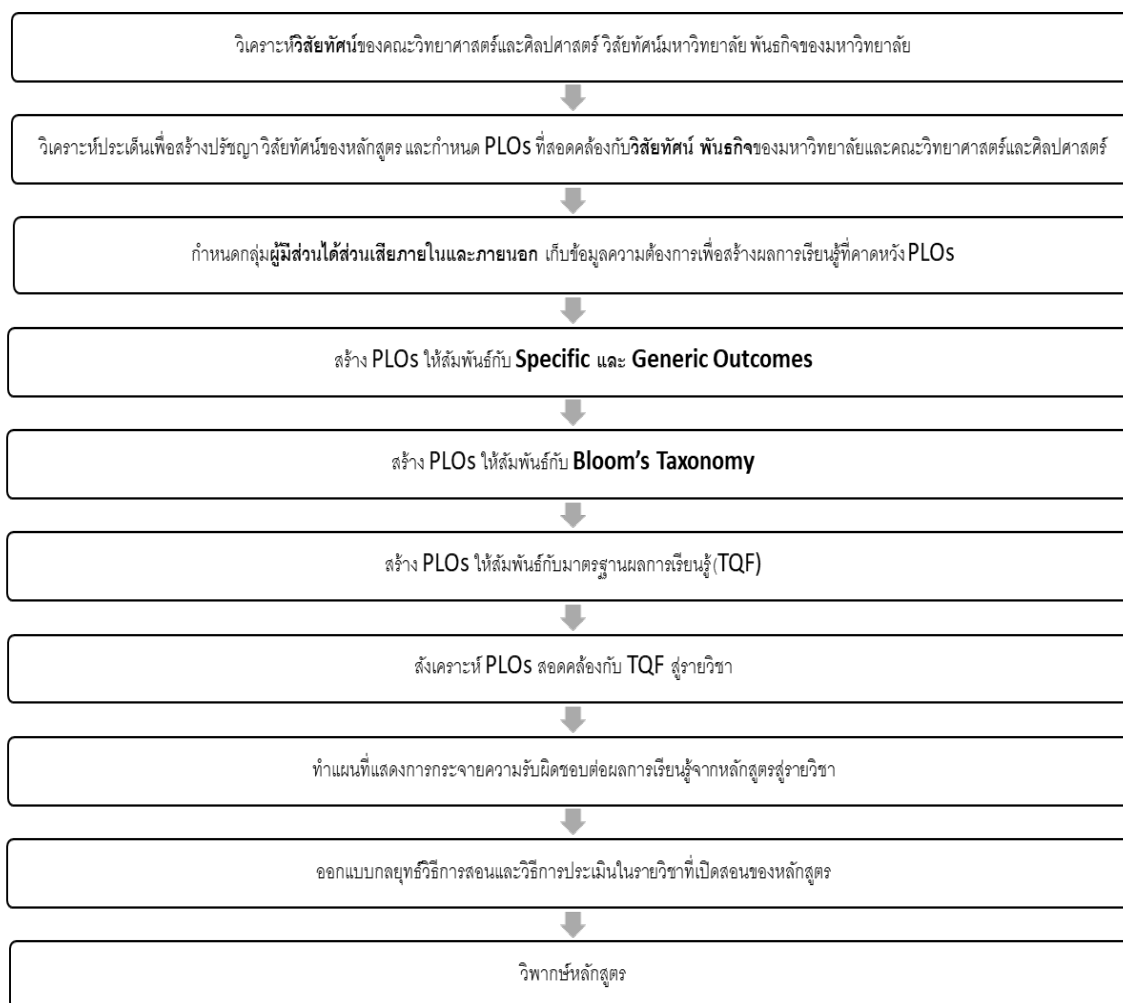 วิเคราะห์วิสัยทัศน์ของคณะวิทยาศาสตร์และศิลปศาสตร์ วิสัยทัศน์มหาวิทยาลัย พันธกิจของมหาวิทยาลัย
วิเคราะห์ประเด็นเพื่อสร้างปรัชญา วิสัยทัศน์ของหลักสูตร และกำหนด PLOs ที่สอดคล้องกับวิสัยทัศน์ พันธกิจของมหาวิทยาลัยและคณะวิทยาศาสตร์และศิลปศาสตร์
กำหนดกลุ่มผู้มีส่วนได้ส่วนเสียภายในและภายนอก เก็บข้อมูลความต้องการเพื่อสร้างผลการเรียนรู้ที่คาดหวัง PLOs
สร้าง PLOs ให้สัมพันธ์กับ Specific และ Generic Outcomes
สร้าง PLOs ให้สัมพันธ์กับ Bloom's Taxonomy
สร้าง PLOs ให้สัมพันธ์กับมาตรฐานผลการเรียนรู้ (TQF)
สังเคราะห์ PLOs สอดคล้องกับ TQF สู่รายวิชา
ทำแผนที่แสดงการกระจายความรับผิดชอบต่อผลการเรียนรู้จากหลักสูตรสู่รายวิชา
ออกแบบกลยุทธ์วิธีการสอนและวิธีการประเมินในรายวิชาที่เปิดสอนของหลักสูตร
วิพากษ์หลักสูตร